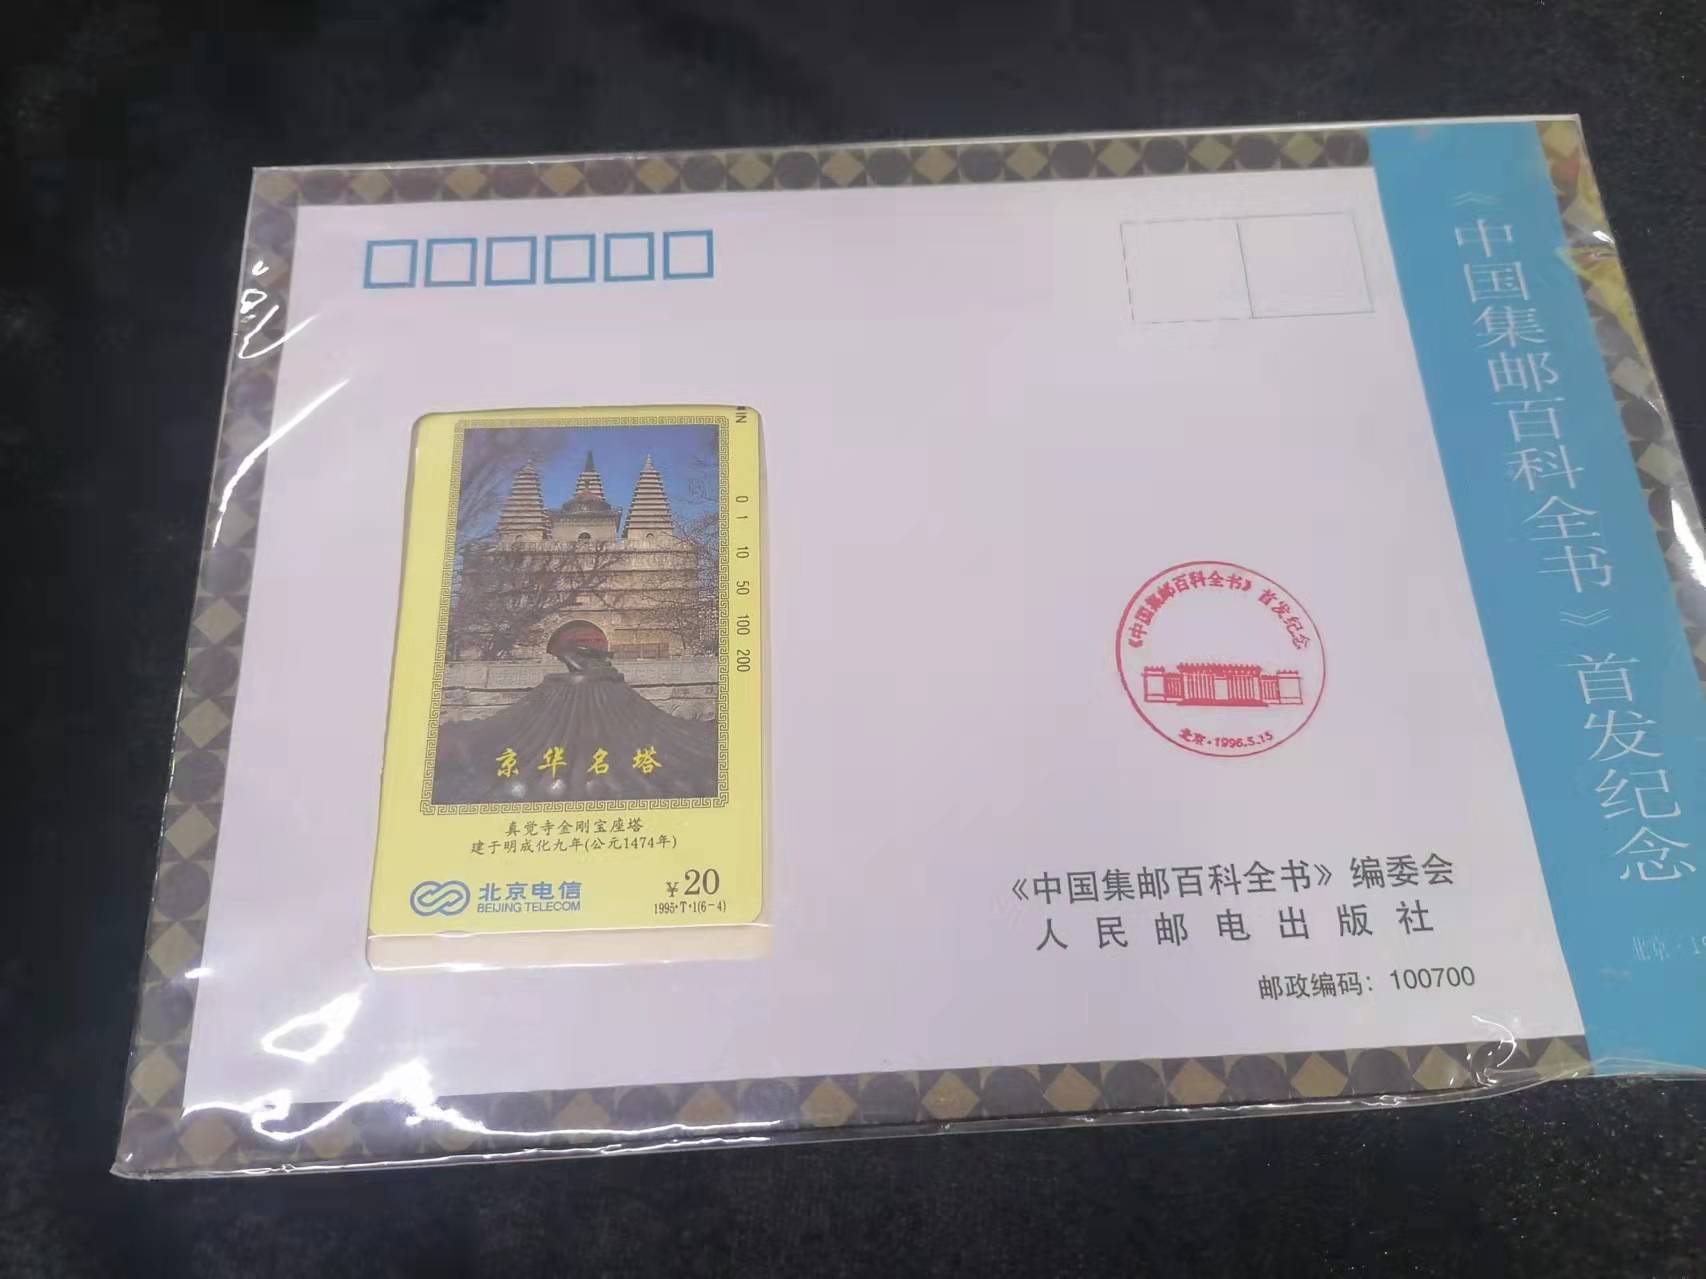 《中国集邮百科全书》首发纪念
MIN
0 1 10 50 100 200
京华名塔
真觉寺金刚宝座塔
建于明成化九年(公元1474年)
北京电信
BEIJING TELECOM
¥20
1995·T·1(6-4)
《中国集邮百科全书》首发纪念
北京·1996.5.15
《中国集邮百科全书》编委会
人民邮电出版社
邮政编码：100700
北京·19